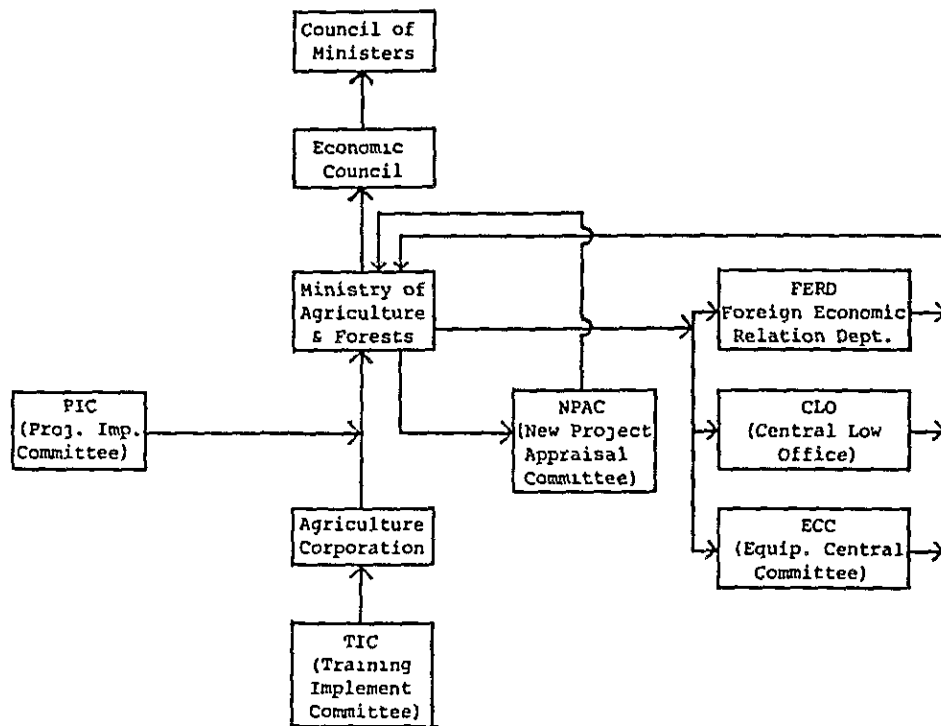 Council of
Ministers
Economic
Council
Ministry of
Agriculture
& Forests
FERD
Foreign Economic
Relation Dept.
PIC
(Proj. Imp.
Committee)
NPAC
(New Project
Appraisal
Committee)
CLO
(Central Low
Office)
Agriculture
Corporation
ECC
(Equip. Central
Committee)
TIC
(Training
Implement
Committee)